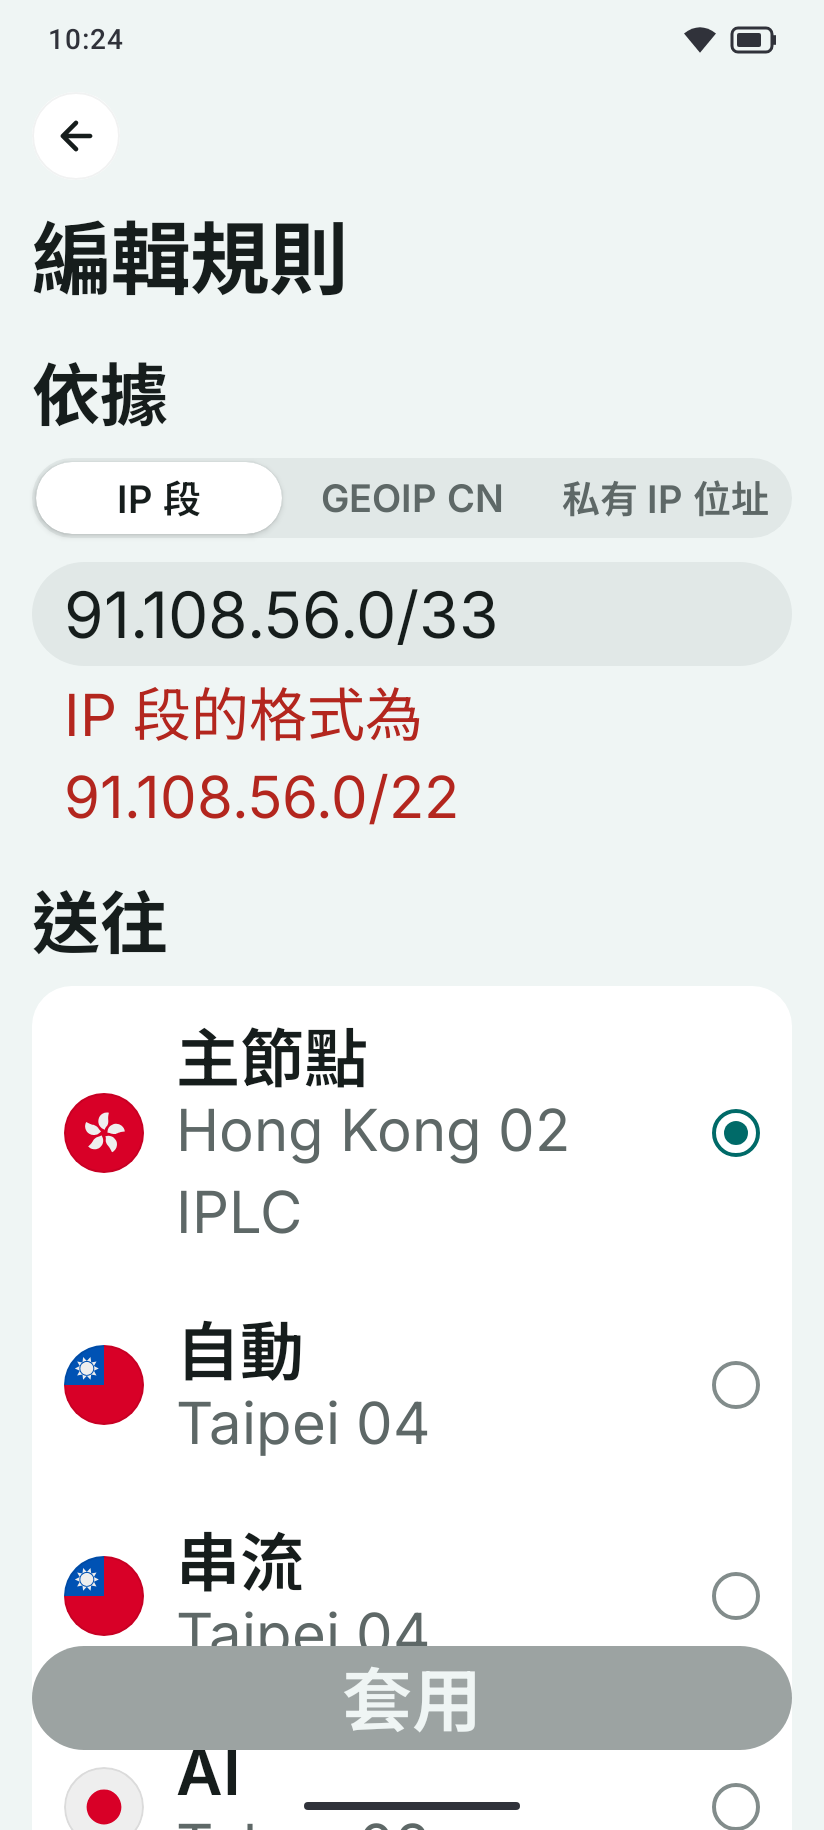 10:24
編輯規則
依據
IP 段
GEOIP CN
私有 IP 位址
91.108.56.0/33
IP 段的格式為
91.108.56.0/22
送往
主節點
Hong Kong 02
IPLC
自動
Taipei 04
串流
Taipei 04
套用
AI